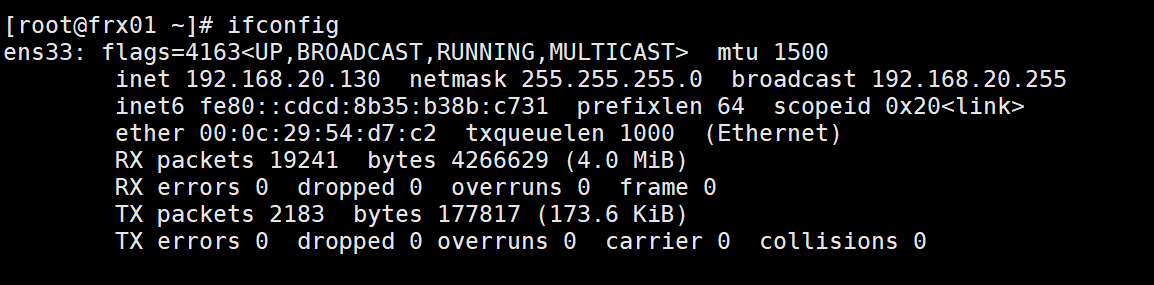 [root@frx01 ~]# ifconfig
ens33: flags=4163<UP,BROADCAST,RUNNING,MULTICAST>  mtu 1500
        inet 192.168.20.130  netmask 255.255.255.0  broadcast 192.168.20.255
        inet6 fe80::cdcd:8b35:b38b:c731  prefixlen 64  scopeid 0x20<link>
        ether 00:0c:29:54:d7:c2  txqueuelen 1000  (Ethernet)
        RX packets 19241  bytes 4266629 (4.0 MiB)
        RX errors 0  dropped 0  overruns 0  frame 0
        TX packets 2183  bytes 177817 (173.6 KiB)
        TX errors 0  dropped 0 overruns 0  carrier 0  collisions 0